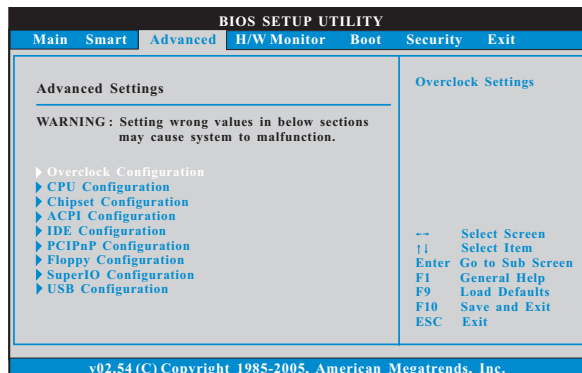 BIOS SETUP UTILITY
Main Smart Advanced H/W Monitor Boot Security Exit
Advanced Settings
WARNING : Setting wrong values in below sections
may cause system to malfunction.
Overclock Configuration
CPU Configuration
Chipset Configuration
ACPI Configuration
IDE Configuration
PCIPnP Configuration
Floppy Configuration
SuperIO Configuration
USB Configuration
Overclock Settings
←→ Select Screen
↑↓ Select Item
Enter Go to Sub Screen
F1 General Help
F9 Load Defaults
F10 Save and Exit
ESC Exit
v02.54 (C) Copyright 1985-2005, American Megatrends, Inc.